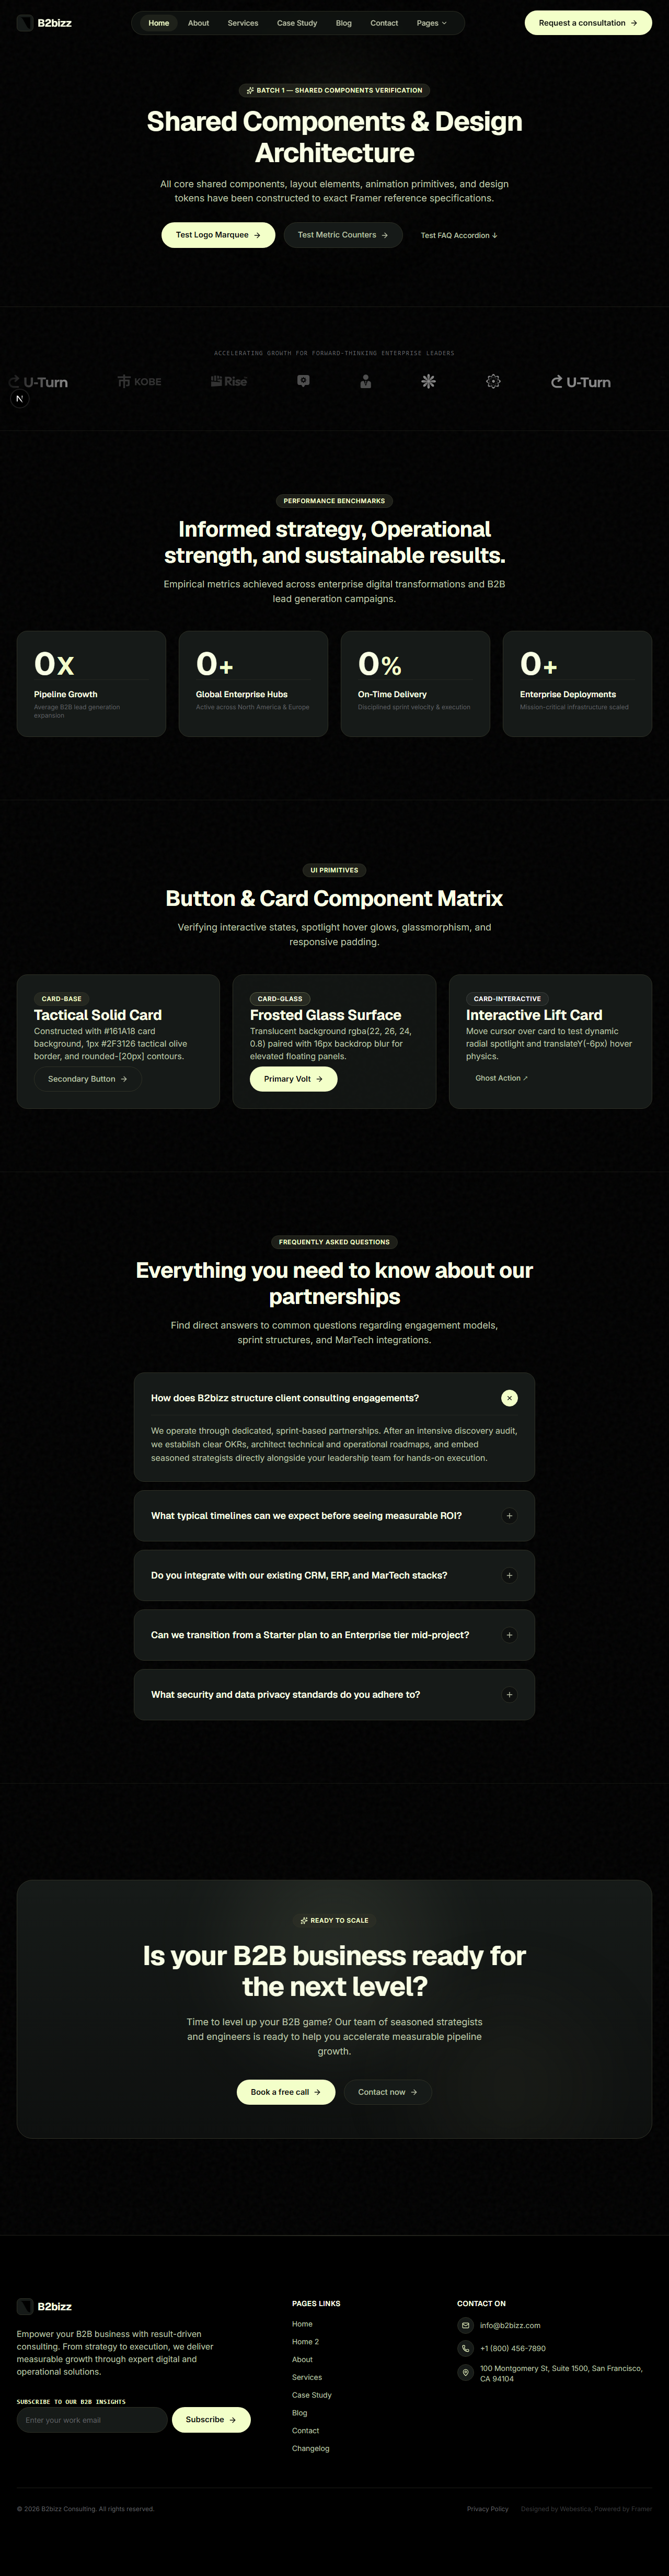 B2bizz
Home About Services Case Study Blog Contact Pages
Request a consultation →
BATCH 1 — SHARED COMPONENTS VERIFICATION
Shared Components & Design
Architecture
All core shared components, layout elements, animation primitives, and design
tokens have been constructed to exact Framer reference specifications.
Test Logo Marquee → Test Metric Counters → Test FAQ Accordion ↓
ACCELERATING GROWTH FOR FORWARD-THINKING ENTERPRISE LEADERS
U-Turn KOBE Rise U-Turn
N
PERFORMANCE BENCHMARKS
Informed strategy, Operational
strength, and sustainable results.
Empirical metrics achieved across enterprise digital transformations and B2B
lead generation campaigns.
0X
Pipeline Growth
Average B2B lead generation
expansion
0+
Global Enterprise Hubs
Active across North America & Europe
0%
On-Time Delivery
Disciplined sprint velocity & execution
0+
Enterprise Deployments
Mission-critical infrastructure scaled
UI PRIMITIVES
Button & Card Component Matrix
Verifying interactive states, spotlight hover glows, glassmorphism, and
responsive padding.
CARD-BASE
Tactical Solid Card
Constructed with #161A18 card
background, 1px #2F3126 tactical olive
border, and rounded-[20px] contours.
Secondary Button →
CARD-GLASS
Frosted Glass Surface
Translucent background rgba(22, 26, 24,
0.8) paired with 16px backdrop blur for
elevated floating panels.
Primary Volt →
CARD-INTERACTIVE
Interactive Lift Card
Move cursor over card to test dynamic
radial spotlight and translateY(-6px) hover
physics.
Ghost Action ↗
FREQUENTLY ASKED QUESTIONS
Everything you need to know about our
partnerships
Find direct answers to common questions regarding engagement models,
sprint structures, and MarTech integrations.
How does B2bizz structure client consulting engagements?
We operate through dedicated, sprint-based partnerships. After an intensive discovery audit,
we establish clear OKRs, architect technical and operational roadmaps, and embed
seasoned strategists directly alongside your leadership team for hands-on execution.
What typical timelines can we expect before seeing measurable ROI?
Do you integrate with our existing CRM, ERP, and MarTech stacks?
Can we transition from a Starter plan to an Enterprise tier mid-project?
What security and data privacy standards do you adhere to?
READY TO SCALE
Is your B2B business ready for
the next level?
Time to level up your B2B game? Our team of seasoned strategists
and engineers is ready to help you accelerate measurable pipeline
growth.
Book a free call → Contact now →
B2bizz
Empower your B2B business with result-driven
consulting. From strategy to execution, we deliver
measurable growth through expert digital and
operational solutions.
SUBSCRIBE TO OUR B2B INSIGHTS
Enter your work email Subscribe →
PAGES LINKS
Home
Home 2
About
Services
Case Study
Blog
Contact
Changelog
CONTACT ON
info@b2bizz.com
+1 (800) 456-7890
100 Montgomery St, Suite 1500, San Francisco,
CA 94104
© 2026 B2bizz Consulting. All rights reserved.
Privacy Policy Designed by Webestica, Powered by Framer